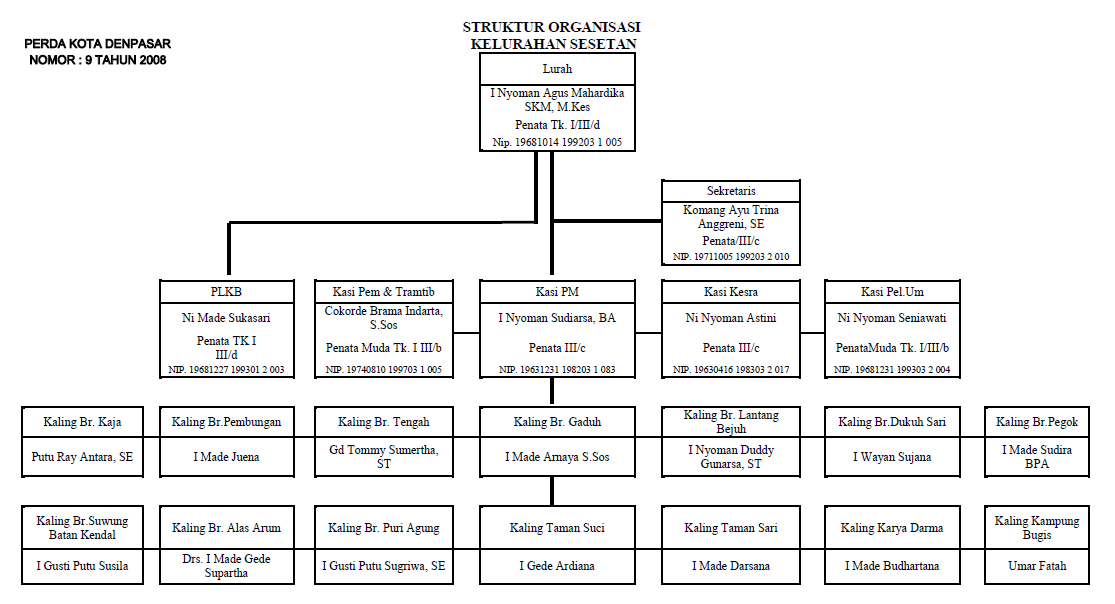 STRUKTUR ORGANISASI
KELURAHAN SESETAN
PERDA KOTA DENPASAR
NOMOR : 9 TAHUN 2008
Lurah
I Nyoman Agus Mahardika
SKM, M.Kes
Penata Tk. I/III/d
Nip. 19681014 199203 1 005
Sekretaris
Komang Ayu Trina
Anggreni, SE
Penata/III/c
NIP. 19711005 199203 2 010
PLKB
Ni Made Sukasari
Penata TK I
III/d
NIP. 19681227 199301 2 003
Kasi Pem & Tramtib
Cokorde Brama Indarta,
S.Sos
Penata Muda Tk. I III/b
NIP. 19740810 199703 1 005
Kasi PM
I Nyoman Sudiarsa, BA
Penata III/c
NIP. 19631231 198203 1 083
Kasi Kesra
Ni Nyoman Astini
Penata III/c
NIP. 19630416 198303 2 017
Kasi Pel.Um
Ni Nyoman Seniawati
PenataMuda Tk. I/III/b
NIP. 19681231 199303 2 004
Kaling Br. Kaja
Putu Ray Antara, SE
Kaling Br.Pembungan
I Made Juena
Kaling Br. Tengah
Gd Tommy Sumertha,
ST
Kaling Br. Gaduh
I Made Arnaya S.Sos
Kaling Br. Lantang
Bejuh
I Nyoman Duddy
Gunarsa, ST
Kaling Br.Dukuh Sari
I Wayan Sujana
Kaling Br.Pegok
I Made Sudira
BPA
Kaling Br.Suwung
Batan Kendal
I Gusti Putu Susila
Kaling Br. Alas Arum
Drs. I Made Gede
Supartha
Kaling Br. Puri Agung
I Gusti Putu Sugriwa, SE
Kaling Taman Suci
I Gede Ardiana
Kaling Taman Sari
I Made Darsana
Kaling Karya Darma
I Made Budhartana
Kaling Kampung
Bugis
Umar Fatah